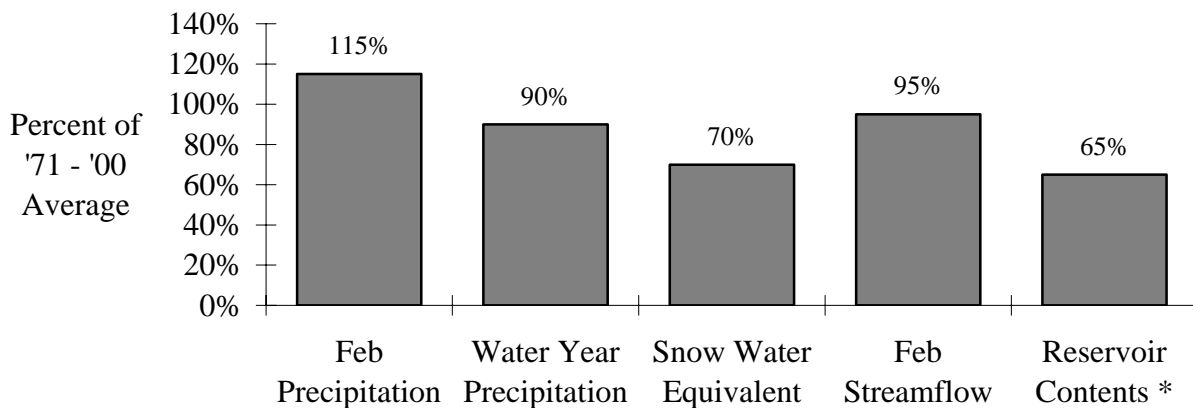 140%
120%
100%
80%
60%
40%
20%
0%
Percent of
'71 - '00
Average
115%
90%
70%
95%
65%
Feb
Precipitation
Water Year
Precipitation
Snow Water
Equivalent
Feb
Streamflow
Reservoir
Contents *